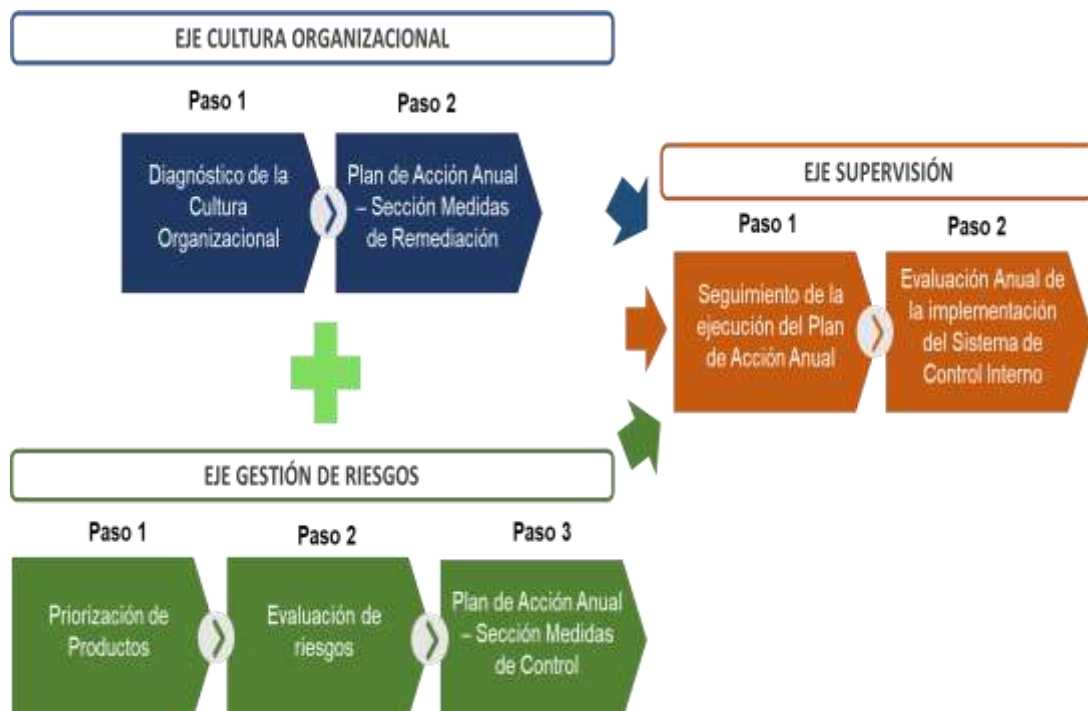 EJE CULTURA ORGANIZACIONAL
Paso 1
Paso 2
Diagnóstico de la
Cultura
Organizacional
Plan de Acción Anual
– Sección Medidas
de Remediación
EJE SUPERVISIÓN
Paso 1
Paso 2
Seguimiento de la
ejecución del Plan
de Acción Anual
Evaluación Anual de
la implementación
del Sistema de
Control Interno
EJE GESTIÓN DE RIESGOS
Paso 1
Paso 2
Paso 3
Priorización de
Productos
Evaluación de
riesgos
Plan de Acción Anual
– Sección Medidas
de Control